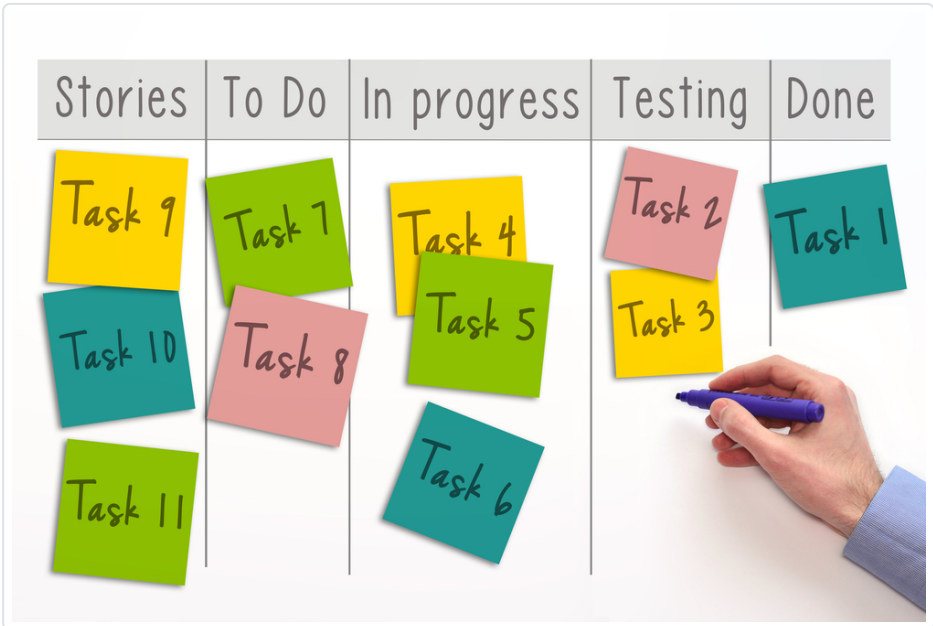 Stories
To Do
In progress
Testing
Done
Task 9
Task 10
Task 11
Task 7
Task 8
Task 4
Task 5
Task 6
Task 2
Task 3
Task 1